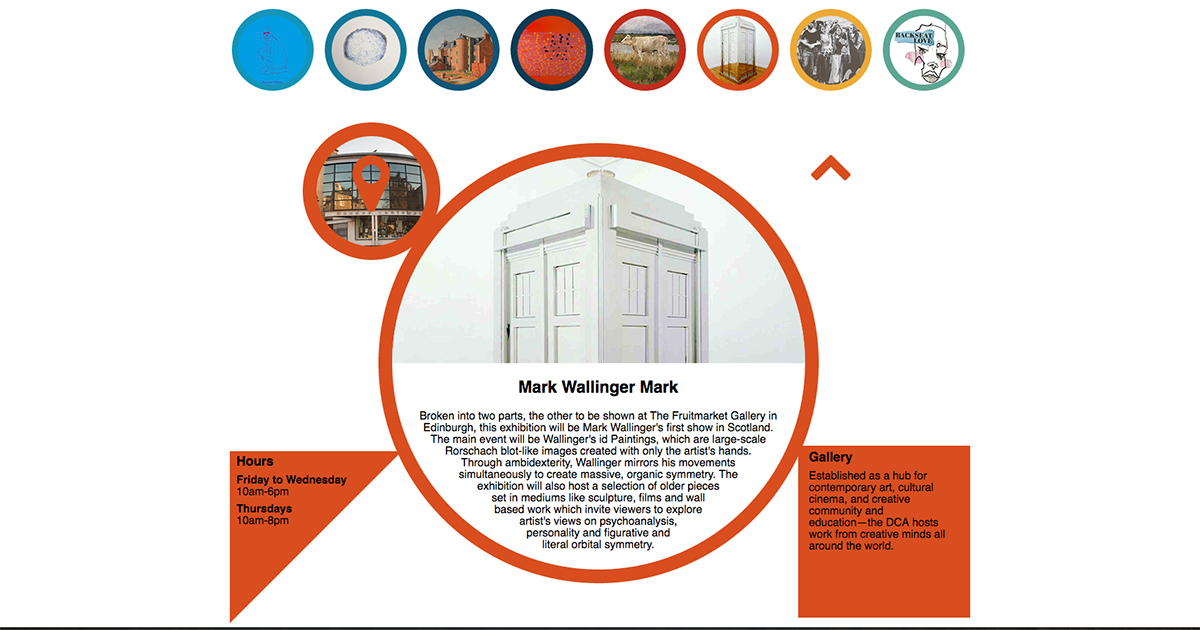 BACKSEAT
LOVE
Mark Wallinger Mark
Broken into two parts, the other to be shown at The Fruitmarket Gallery in
Edinburgh, this exhibition will be Mark Wallinger's first show in Scotland.
The main event will be Wallinger's id Paintings, which are large-scale
Rorschach blot-like images created with only the artist's hands.
Through ambidexterity, Wallinger mirrors his movements
simultaneously to create massive, organic symmetry. The
exhibition will also host a selection of older pieces
set in mediums like sculpture, films and wall
based work which invite viewers to explore
artist's views on psychoanalysis,
personality and figurative and
literal orbital symmetry.
Hours
Friday to Wednesday
10am-6pm
Thursdays
10am-8pm
Gallery
Established as a hub for
contemporary art, cultural
cinema, and creative
community and
education—the DCA hosts
work from creative minds all
around the world.